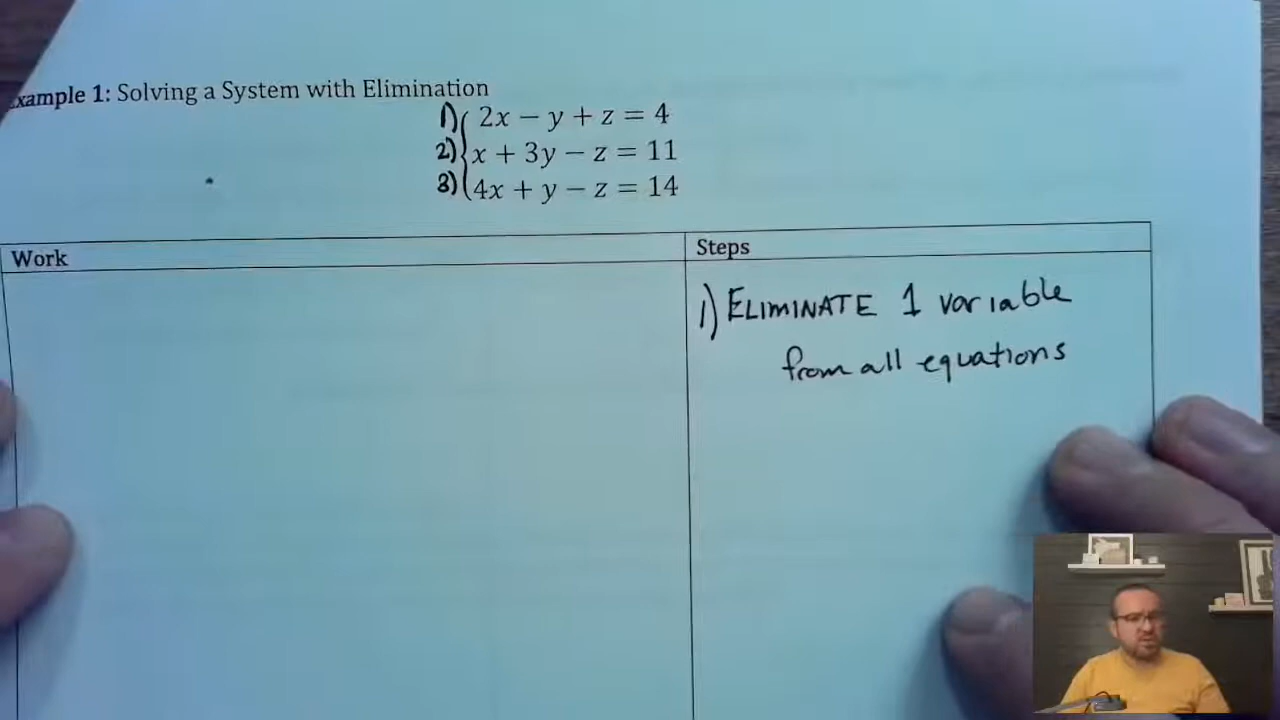 xample 1: Solving a System with Elimination
1) 2x − y + z = 4
2) x + 3y − z = 11
3) 4x + y − z = 14
Work
Steps
1) ELIMINATE 1 variable
from all equations